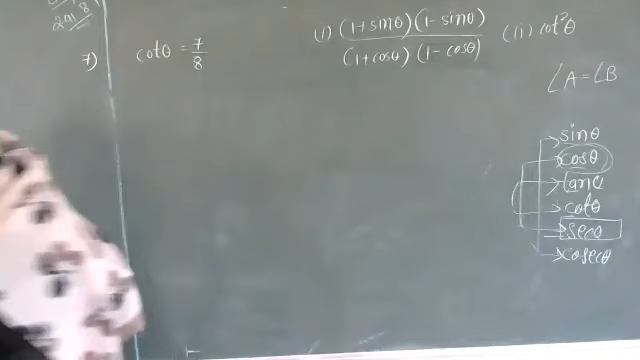 7) cotθ = 7/8 (i) (1+sinθ)(1-sinθ)/(1+cosθ)(1-cosθ) (ii) cot²θ
∠A = ∠B
sinθ
cosθ
tanθ
cotθ
secθ
cosecθ